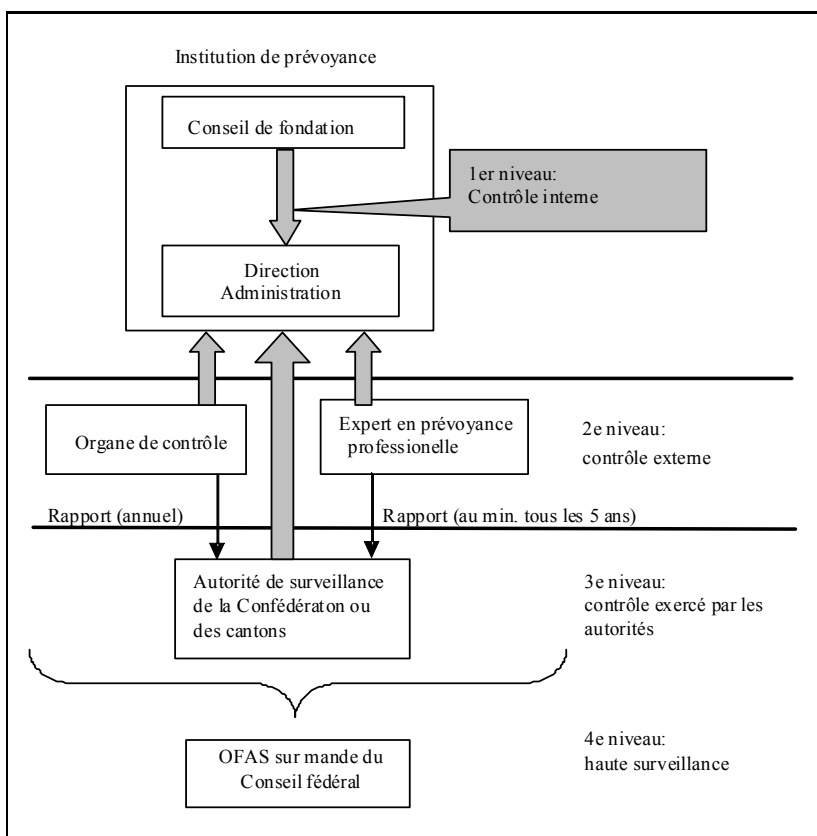 Institution de prévoyance
Conseil de fondation
1er niveau:
Contrôle interne
Direction
Administration
Organe de contrôle
Expert en prévoyance
professionelle
2e niveau:
contrôle externe
Rapport (annuel)
Rapport (au min. tous les 5 ans)
Autorité de surveillance
de la Confédératon ou
des cantons
3e niveau:
contrôle exercé par les
autorités
OFAS sur mande du
Conseil fédéral
4e niveau:
haute surveillance